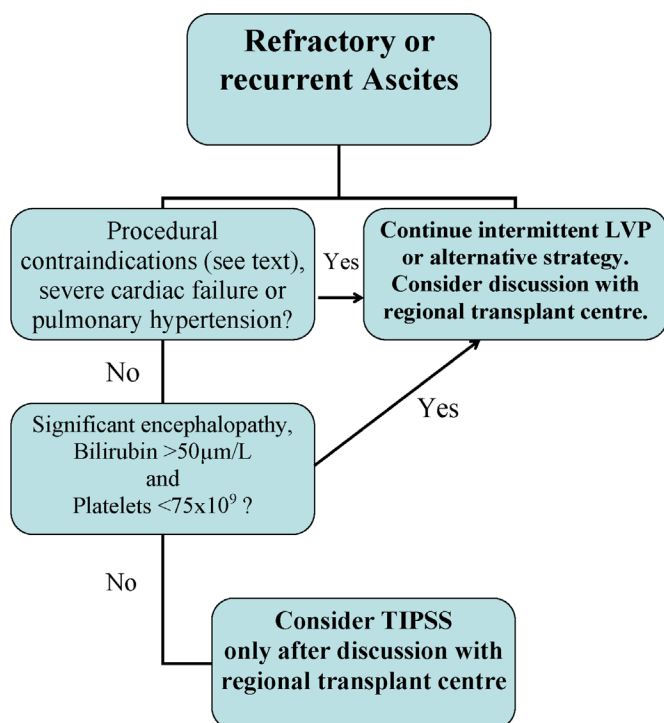 Refractory or
recurrent Ascites
Procedural
contraindications (see text),
severe cardiac failure or
pulmonary hypertension?
Yes
Continue intermittent LVP
or alternative strategy.
Consider discussion with
regional transplant centre.
No
Significant encephalopathy,
Bilirubin >50µm/L
and
Platelets <75x10⁹ ?
Yes
No
Consider TIPSS
only after discussion with
regional transplant centre